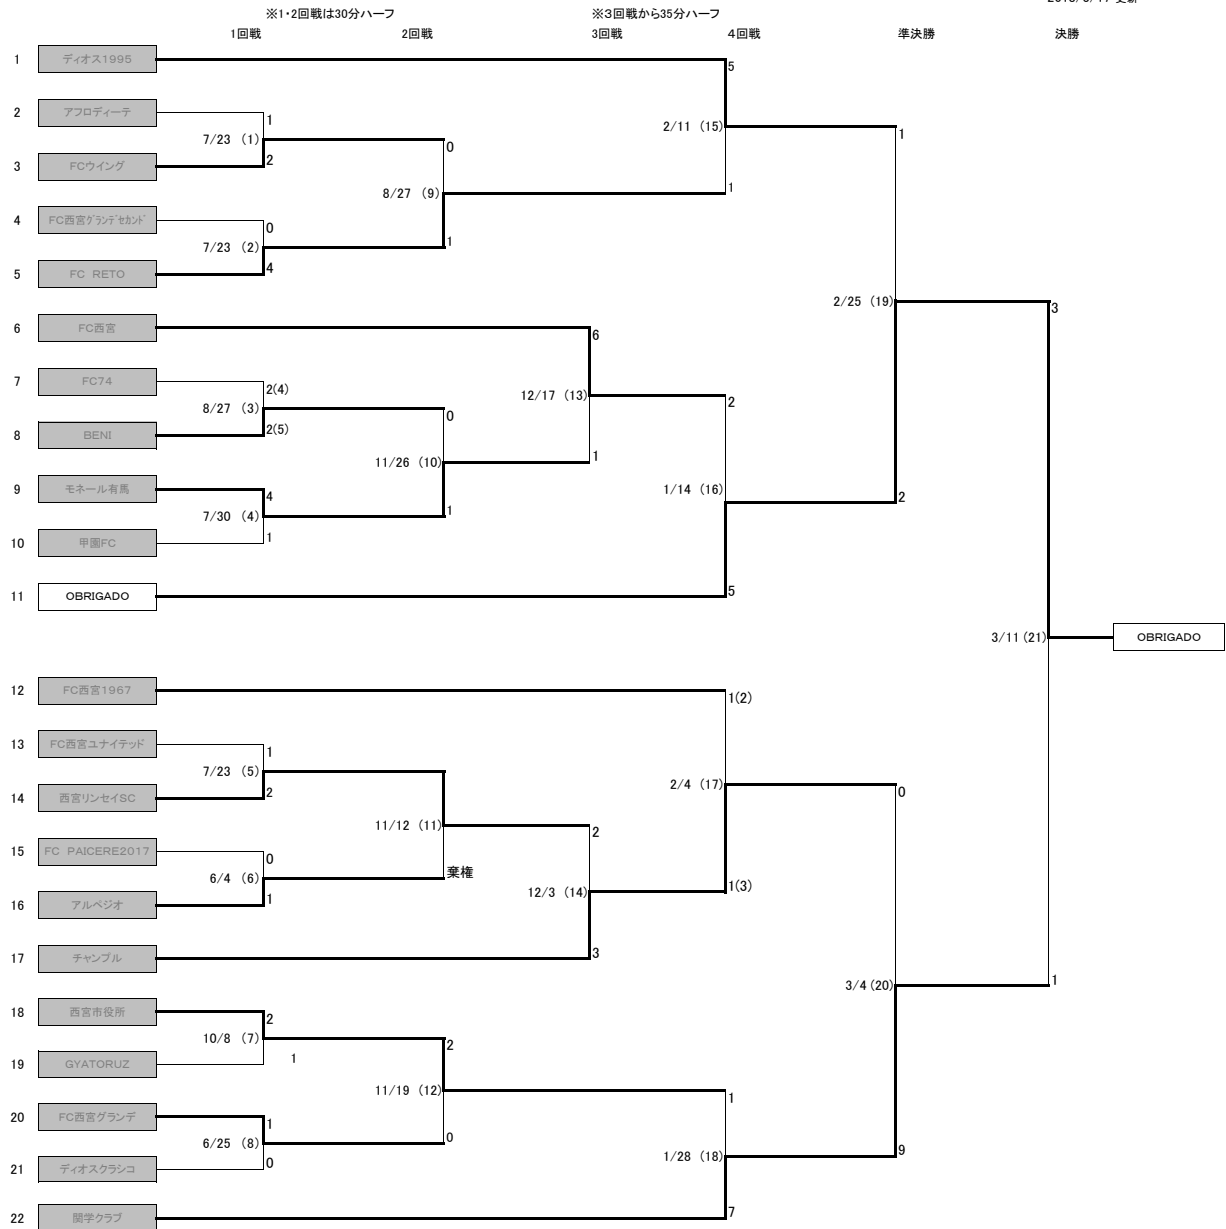 ※1・2回戦は30分ハーフ ※3回戦から35分ハーフ
1回戦 2回戦 3回戦 4回戦 準決勝 決勝
1 ディオス1995 5
2 アフロディーテ 1
7/23 (1) 2/11 (15) 1
3 FCウイング 2 0
8/27 (9) 1
4 FC西宮グランデセカンド 0
7/23 (2) 1
5 FC RETO 4
2/25 (19) 3
6 FC西宮 6
7 FC74 2(4)
12/17 (13) 2
8/27 (3) 0
8 BENI 2(5)
11/26 (10) 1
9 モネール有馬 4 1/14 (16) 2
7/30 (4) 1
10 甲園FC 1
11 OBRIGADO 5
3/11 (21) OBRIGADO
12 FC西宮1967 1(2)
13 FC西宮ユナイテッド 1
7/23 (5)
2/4 (17) 0
14 西宮リンセイSC 2
11/12 (11) 2
15 FC PAICERE2017 0
6/4 (6) 棄権
12/3 (14) 1(3)
16 アルペジオ 1
17 チャンプル 3
3/4 (20) 1
18 西宮市役所 2
10/8 (7) 2
19 GYATORUZ 1
11/19 (12) 1
20 FC西宮グランデ 1
6/25 (8) 0
1/28 (18) 9
21 ディオスクラシコ 0
22 関学クラブ 7